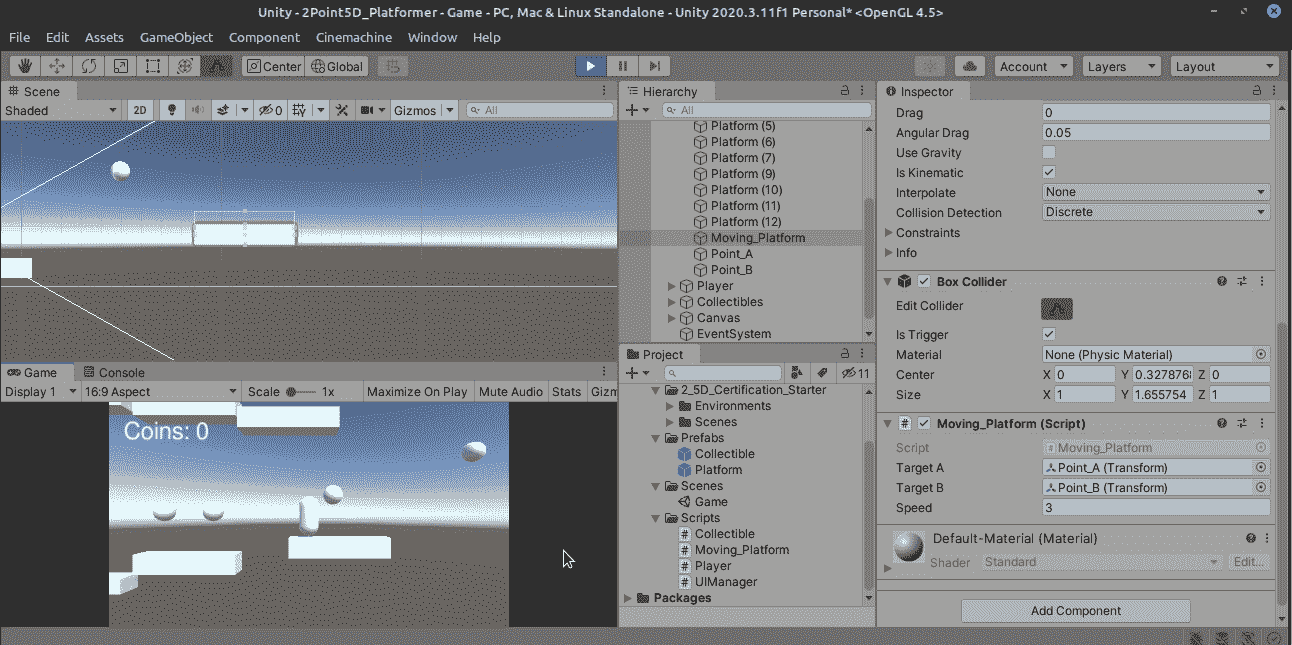 Unity - 2Point5D_Platformer - Game - PC, Mac & Linux Standalone - Unity 2020.3.11f1 Personal* <OpenGL 4.5>
File Edit Assets GameObject Component Cinemachine Window Help
Center Global Account Layers Layout
Scene
Shaded 2D 0 Gizmos All
Game Console
Display 1 16:9 Aspect Scale 1x Maximize On Play Mute Audio Stats Gizm
Coins: 0
Hierarchy
All
Platform (5)
Platform (6)
Platform (7)
Platform (9)
Platform (10)
Platform (11)
Platform (12)
Moving_Platform
Point_A
Point_B
Player
Collectibles
Canvas
EventSystem
Project
11
2_5D_Certification_Starter
Environments
Scenes
Prefabs
Collectible
Platform
Scenes
Game
Scripts
Collectible
Moving_Platform
Player
UIManager
Packages
Inspector
Drag 0
Angular Drag 0.05
Use Gravity
Is Kinematic
Interpolate None
Collision Detection Discrete
Constraints
Info
Box Collider
Edit Collider
Is Trigger
Material None (Physic Material)
Center X 0 Y 0.3278768 Z 0
Size X 1 Y 1.655754 Z 1
# Moving_Platform (Script)
Script # Moving_Platform
Target A Point_A (Transform)
Target B Point_B (Transform)
Speed 3
Default-Material (Material)
Shader Standard Edit...
Add Component